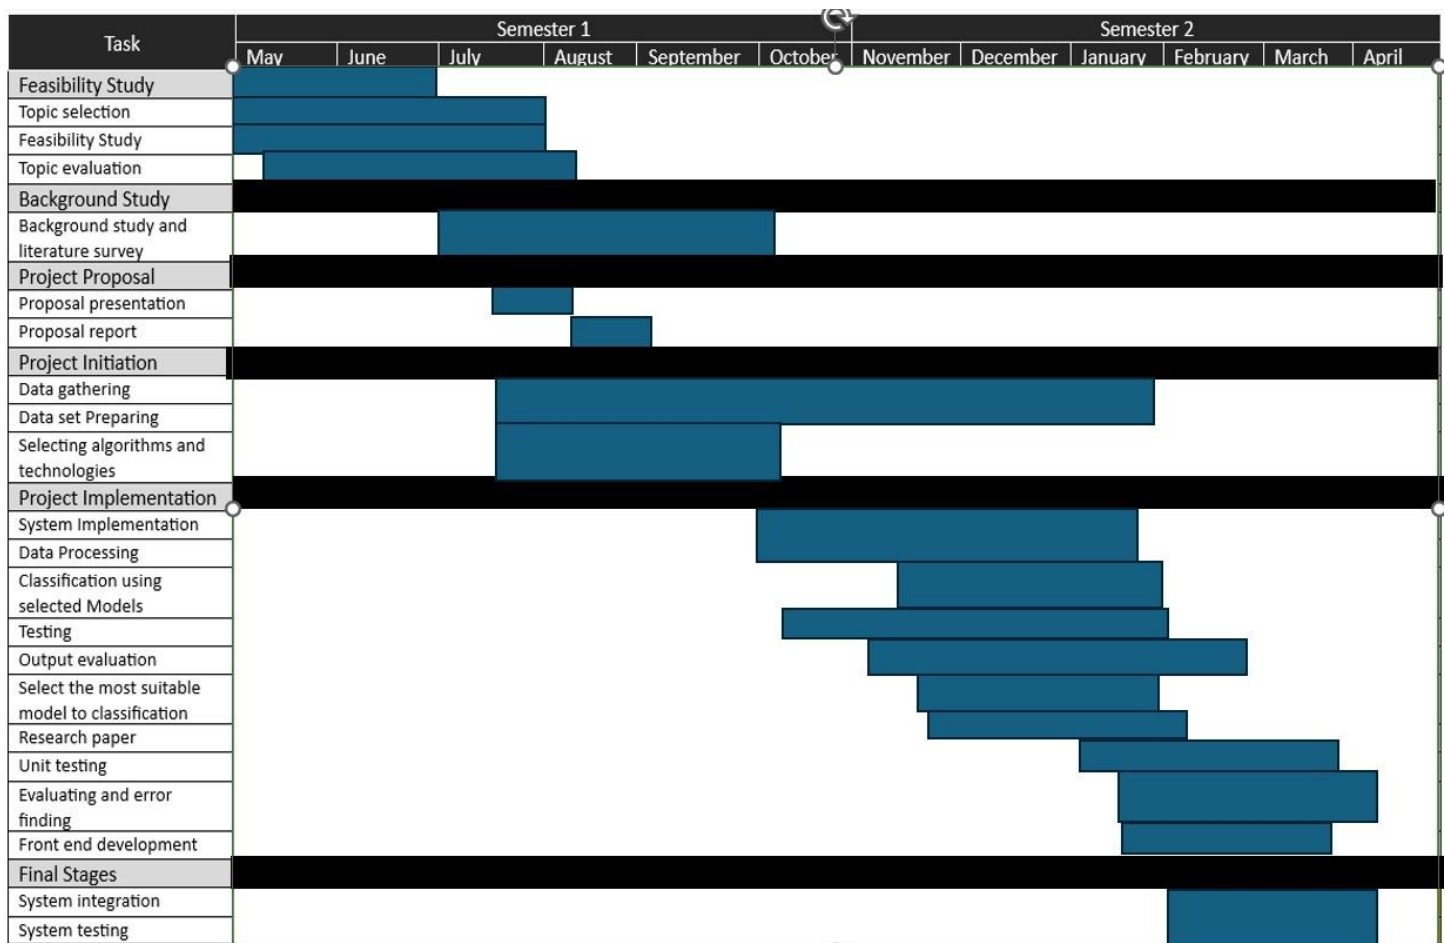 Task
Semester 1
Semester 2
May
June
July
August
September
October
November
December
January
February
March
April
Feasibility Study
Topic selection
Feasibility Study
Topic evaluation
Background Study
Background study and
literature survey
Project Proposal
Proposal presentation
Proposal report
Project Initiation
Data gathering
Data set Preparing
Selecting algorithms and
technologies
Project Implementation
System Implementation
Data Processing
Classification using
selected Models
Testing
Output evaluation
Select the most suitable
model to classification
Research paper
Unit testing
Evaluating and error
finding
Front end development
Final Stages
System integration
System testing